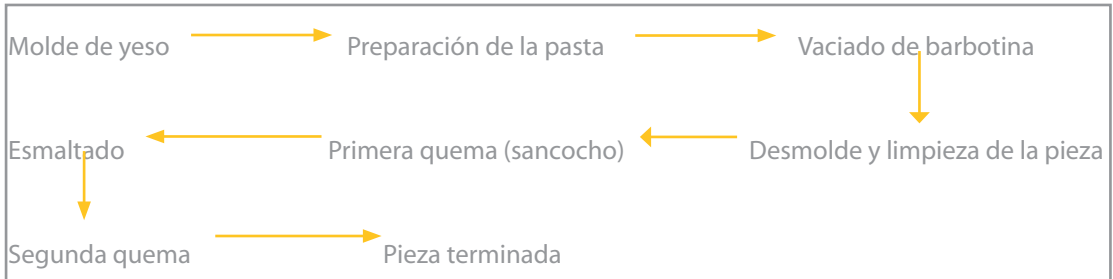 Molde de yeso Preparación de la pasta Vaciado de barbotina
Esmaltado Primera quema (sancocho) Desmolde y limpieza de la pieza
Segunda quema Pieza terminada